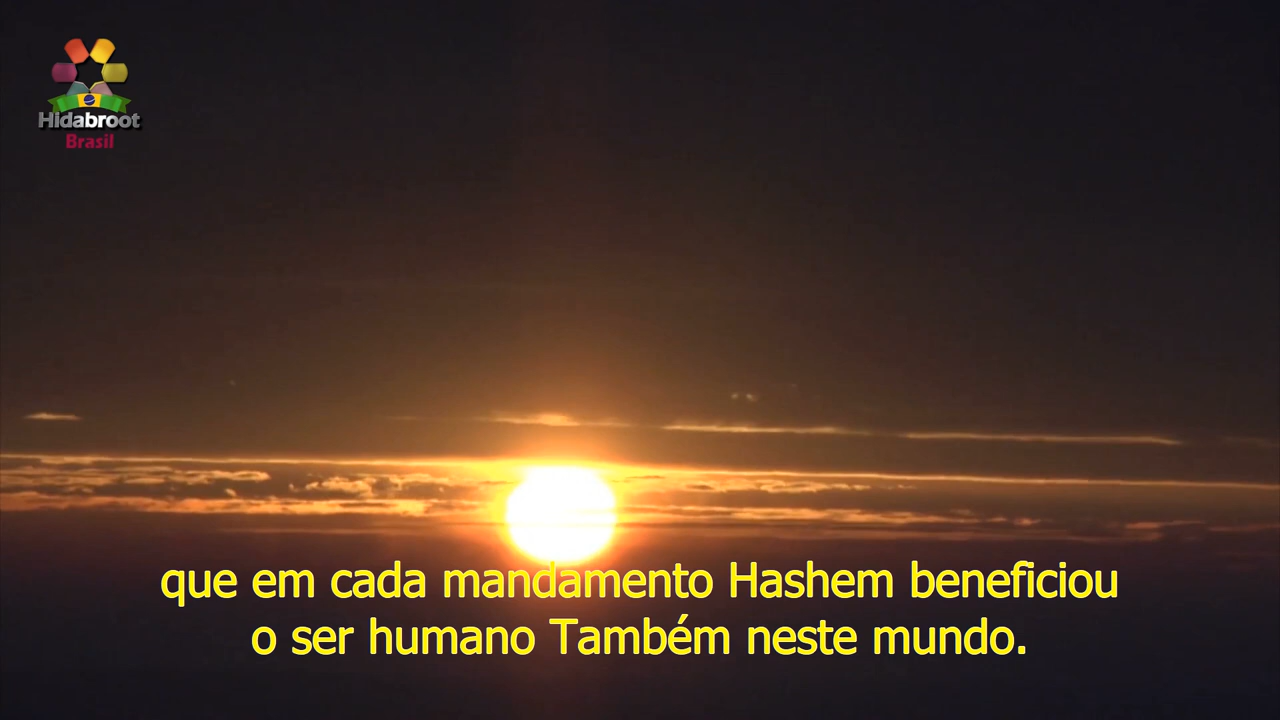 Hidabroot
Brasil
que em cada mandamento Hashem beneficiou
o ser humano Também neste mundo.